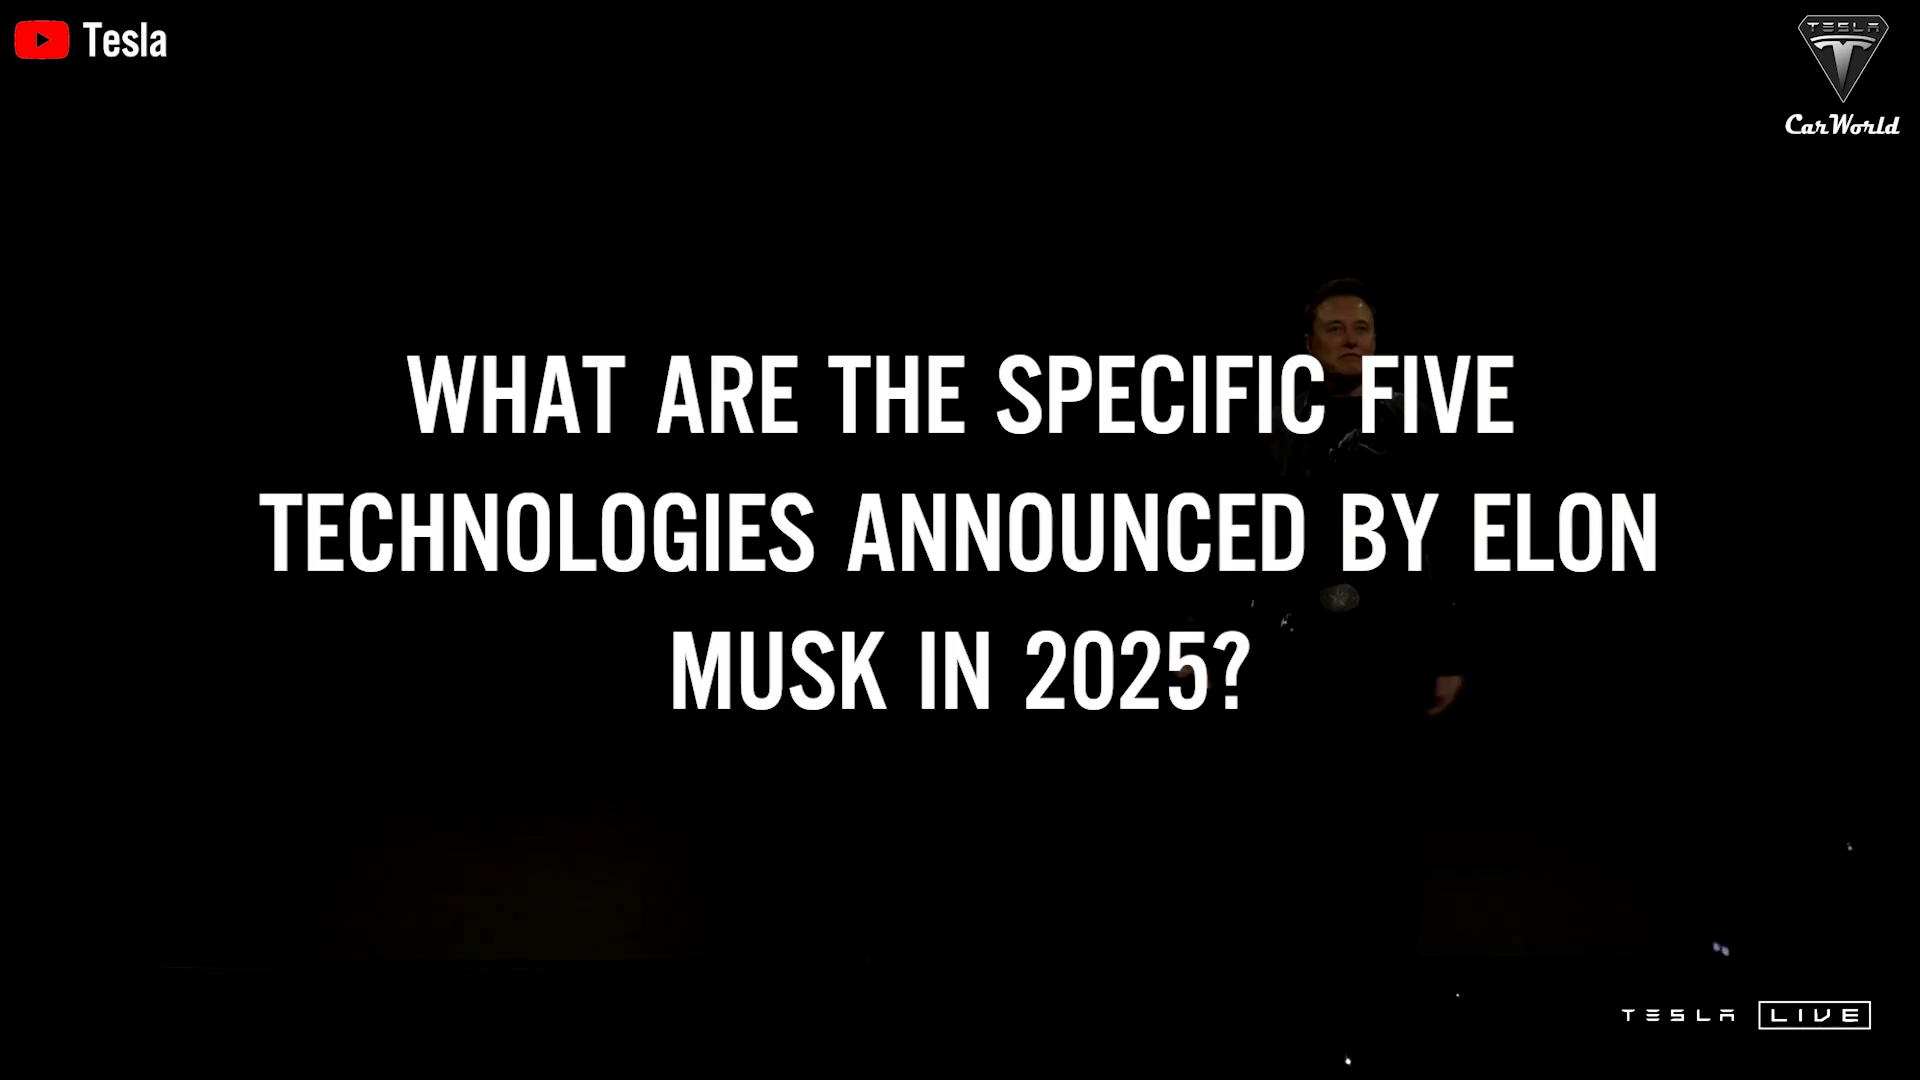 Tesla
TESLA
CarWorld
WHAT ARE THE SPECIFIC FIVE
TECHNOLOGIES ANNOUNCED BY ELON
MUSK IN 2025?
TESLA LIVE